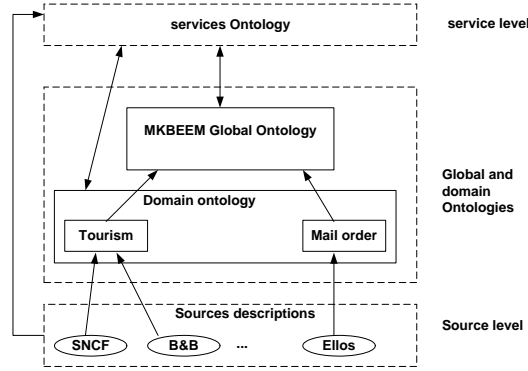 services Ontology
service level
MKBEEM Global Ontology
Global and
domain
Ontologies
Domain ontology
Tourism
Mail order
Sources descriptions
Source level
SNCF
B&B
...
Ellos